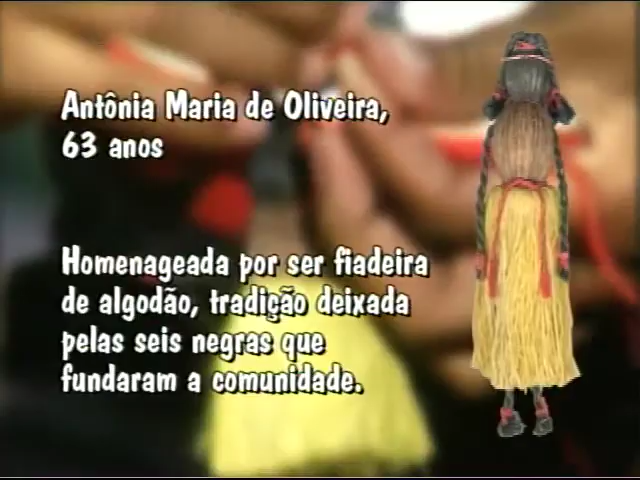 Antônia Maria de Oliveira,
63 anos
Homenageada por ser fiadeira
de algodão, tradição deixada
pelas seis negras que
fundaram a comunidade.